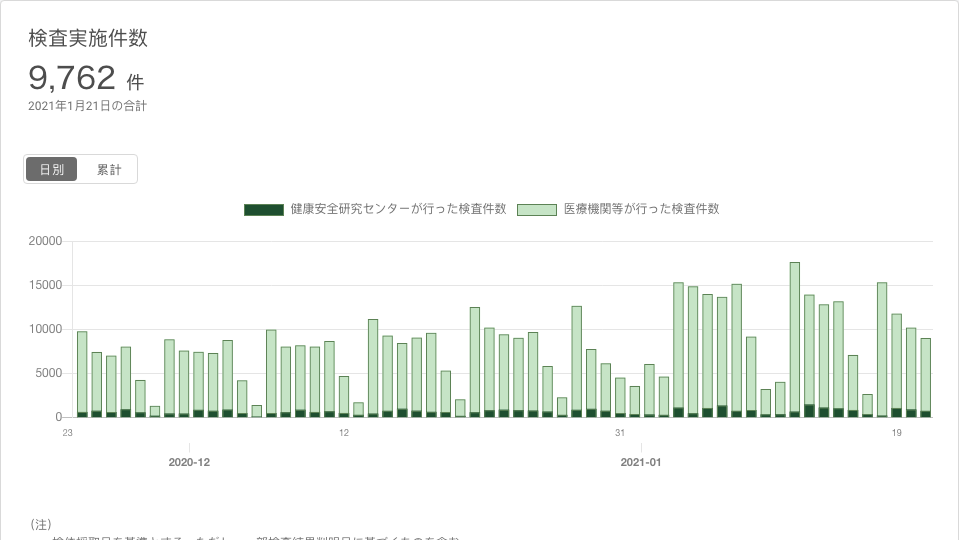 検査実施件数
9,762 件
2021年1月21日の合計
日別 累計
健康安全研究センターが行った検査件数 医療機関等が行った検査件数
20000
15000
10000
5000
0
23 12 31 19
2020-12 2021-01
(注)